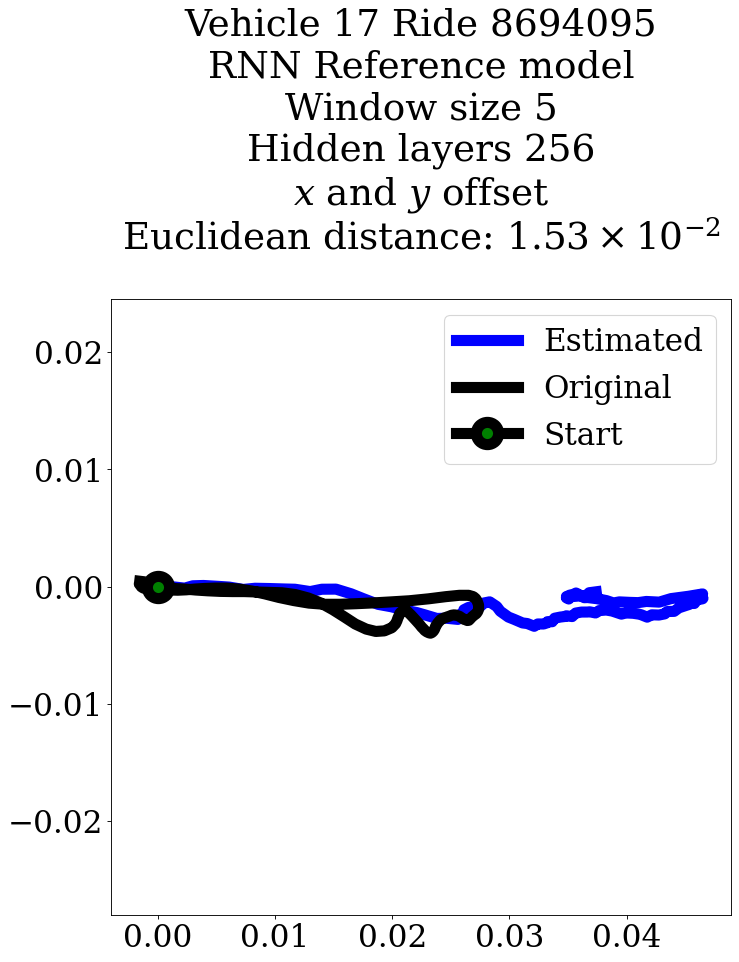 Vehicle 17 Ride 8694095
RNN Reference model
Window size 5
Hidden layers 256
x and y offset
Euclidean distance: 1.53 × 10⁻²
Estimated
Original
Start
0.02
0.01
0.00
−0.01
−0.02
0.00 0.01 0.02 0.03 0.04